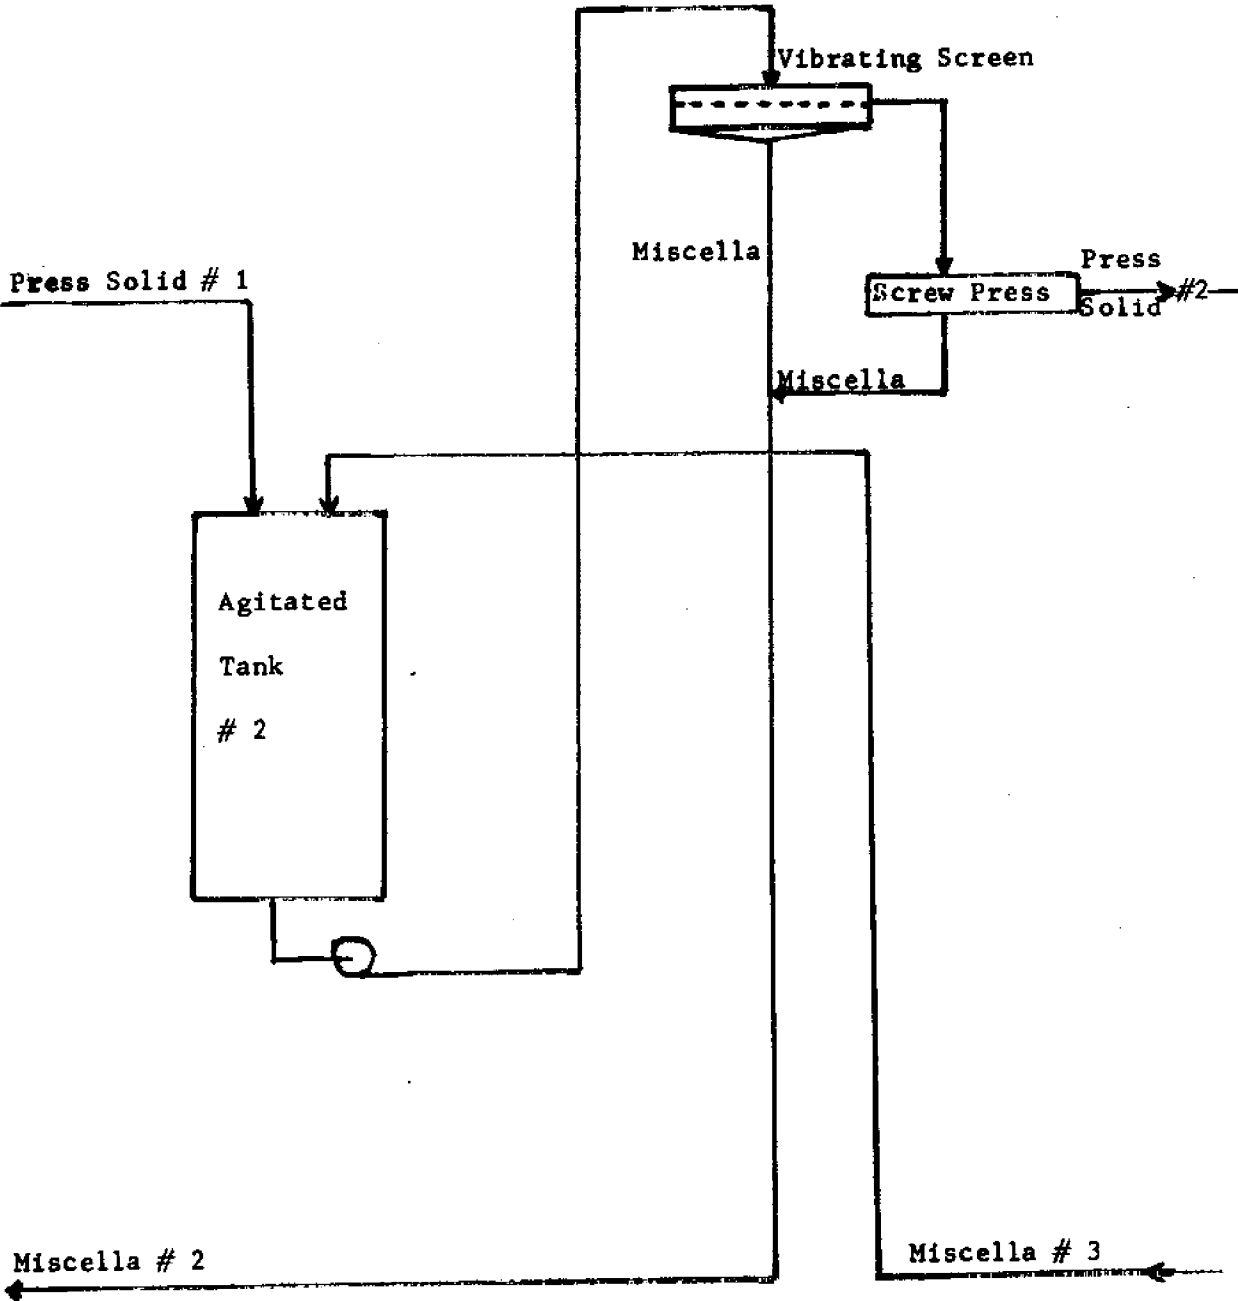 Vibrating Screen
Miscella
Press
Press Solid # 1
Screw Press
#2
Solid
Miscella
Agitated
Tank
# 2
Miscella # 3
Miscella # 2